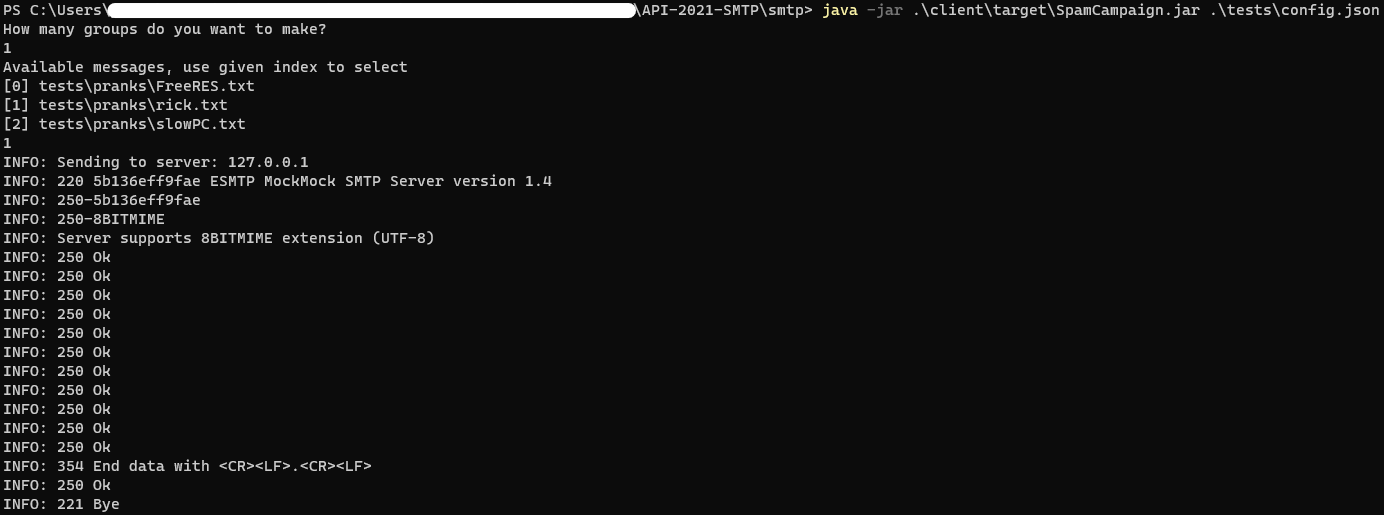 PS C:\Users\ \API-2021-SMTP\smtp> java -jar .\client\target\SpamCampaign.jar .\tests\config.json
How many groups do you want to make?
1
Available messages, use given index to select
[0] tests\pranks\FreeRES.txt
[1] tests\pranks\rick.txt
[2] tests\pranks\slowPC.txt
1
INFO: Sending to server: 127.0.0.1
INFO: 220 5b136eff9fae ESMTP MockMock SMTP Server version 1.4
INFO: 250-5b136eff9fae
INFO: 250-8BITMIME
INFO: Server supports 8BITMIME extension (UTF-8)
INFO: 250 Ok
INFO: 250 Ok
INFO: 250 Ok
INFO: 250 Ok
INFO: 250 Ok
INFO: 250 Ok
INFO: 250 Ok
INFO: 250 Ok
INFO: 250 Ok
INFO: 250 Ok
INFO: 250 Ok
INFO: 354 End data with <CR><LF>.<CR><LF>
INFO: 250 Ok
INFO: 221 Bye